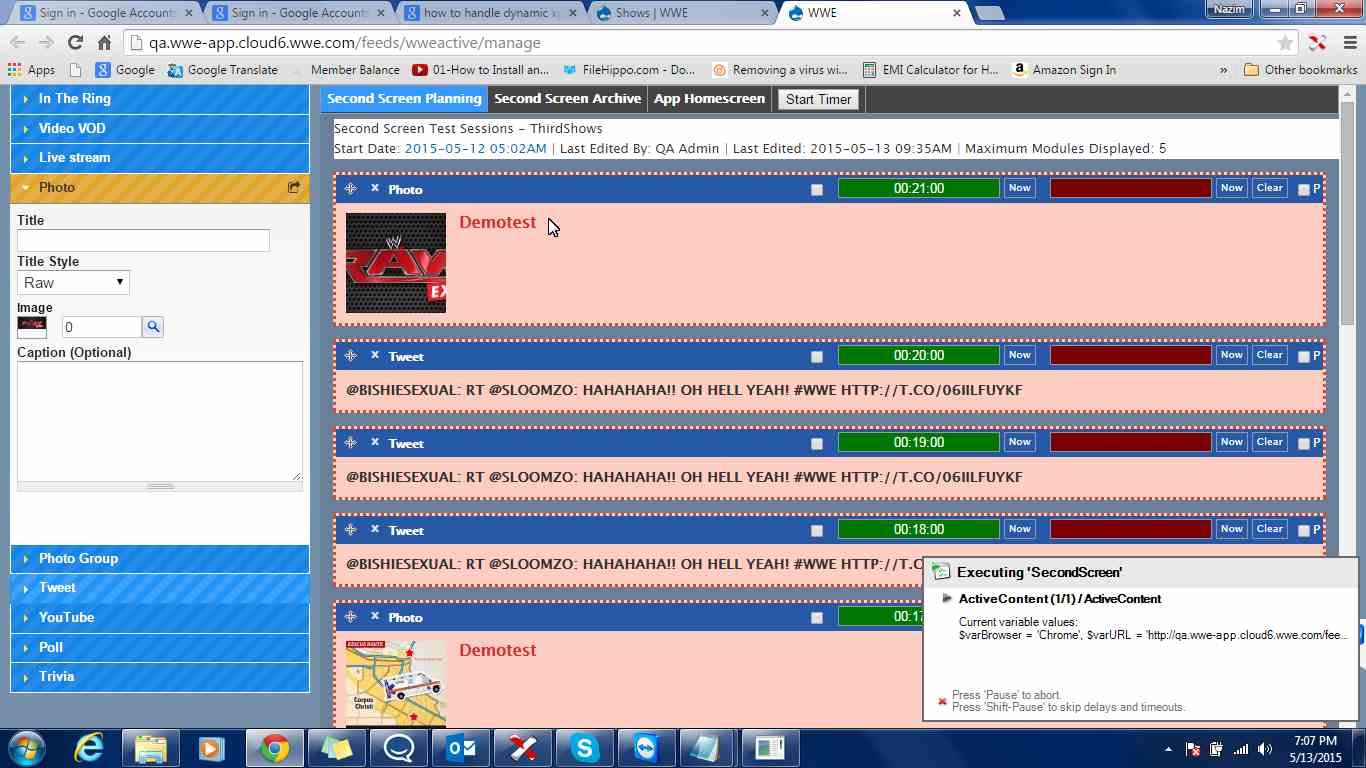 Sign in - Google Accounts
Sign in - Google Accounts
how to handle dynamic x
Shows | WWE
WWE
Nazim
qa.wwe-app.cloud6.wwe.com/feeds/wweactive/manage
Apps
Google
Google Translate
Member Balance
01-How to Install an...
FileHippo.com - Do...
Removing a virus wi...
EMI Calculator for H...
Amazon Sign In
»
Other bookmarks
In The Ring
Video VOD
Live stream
Photo
Title
Title Style
Raw
Image
0
Caption (Optional)
Photo Group
Tweet
YouTube
Poll
Trivia
Second Screen Planning
Second Screen Archive
App Homescreen
Start Timer
Second Screen Test Sessions - ThirdShows
Start Date: 2015-05-12 05:02AM | Last Edited By: QA Admin | Last Edited: 2015-05-13 09:35AM | Maximum Modules Displayed: 5
x Photo 00:21:00 Now Now Clear P
Demotest
RAW
EX
x Tweet 00:20:00 Now Now Clear P
@BISHIESEXUAL: RT @SLOOMZO: HAHAHAHA!! OH HELL YEAH! #WWE HTTP://T.CO/06IILFUYKF
x Tweet 00:19:00 Now Now Clear P
@BISHIESEXUAL: RT @SLOOMZO: HAHAHAHA!! OH HELL YEAH! #WWE HTTP://T.CO/06IILFUYKF
x Tweet 00:18:00 Now Now Clear P
@BISHIESEXUAL: RT @SLOOMZO: HAHAHAHA!! OH HELL YEAH! #WWE HTTP://T.C
x Photo 00:17
Demotest
Corpus
Christi
Executing 'SecondScreen'
ActiveContent (1/1) / ActiveContent
Current variable values:
$varBrowser = 'Chrome', $varURL = 'http://qa.wwe-app.cloud6.wwe.com/fee...
Press 'Pause' to abort.
Press 'Shift-Pause' to skip delays and timeouts.
7:07 PM
5/13/2015